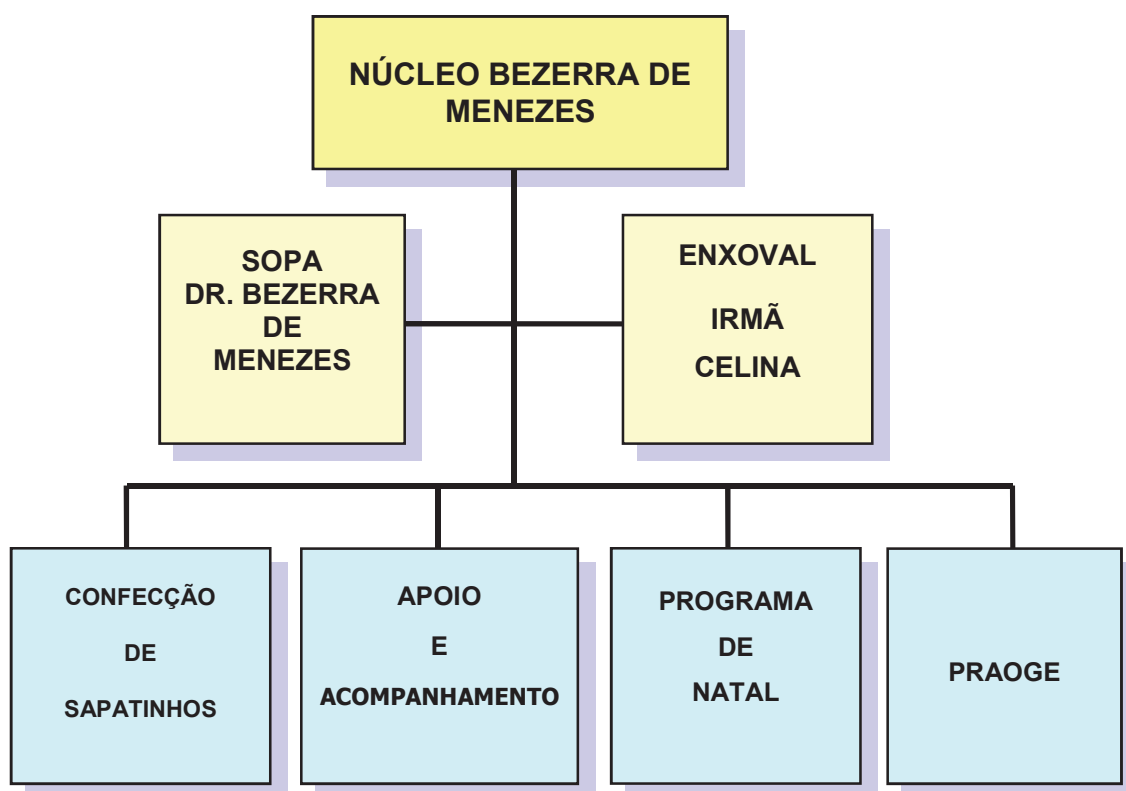 NÚCLEO BEZERRA DE
MENEZES
SOPA
DR. BEZERRA
DE
MENEZES
ENXOVAL
IRMÃ
CELINA
CONFECÇÃO
DE
SAPATINHOS
APOIO
E
ACOMPANHAMENTO
PROGRAMA
DE
NATAL
PRAOGE